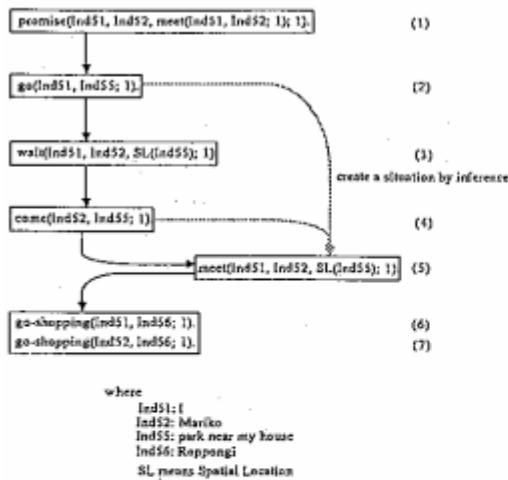 promise(Ind51, Ind52, meet(Ind51, Ind52; 1); 1). (1)
go(Ind51, Ind55; 1). (2)
wait(Ind51, Ind52, SL(Ind55); 1) (3)
create a situation by inference
come(Ind52, Ind55; 1) (4)
meet(Ind51, Ind52, SL(Ind55); 1) (5)
go-shopping(Ind51, Ind56; 1). (6)
go-shopping(Ind52, Ind56; 1). (7)
where
Ind51: I
Ind52: Mariko
Ind55: park near my house
Ind56: Roppongi
SL means Spatial Location